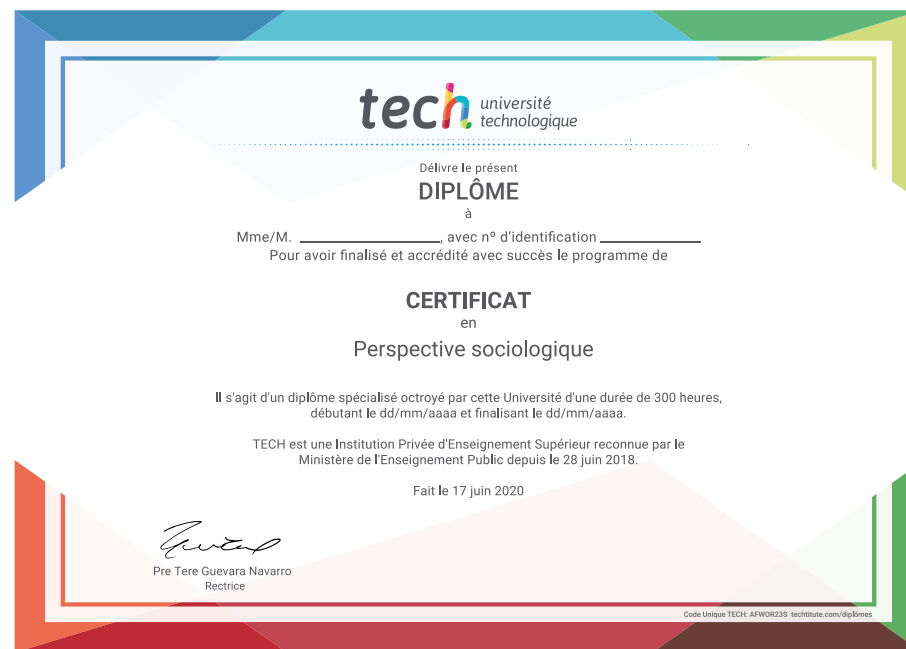 tech université
technologique
Délivre le présent
DIPLÔME
à
Mme/M. ____________________, avec nº d'identification ______________
Pour avoir finalisé et accrédité avec succès le programme de
CERTIFICAT
en
Perspective sociologique
Il s'agit d'un diplôme spécialisé octroyé par cette Université d'une durée de 300 heures,
débutant le dd/mm/aaaa et finalisant le dd/mm/aaaa.
TECH est une Institution Privée d'Enseignement Supérieur reconnue par le
Ministère de l'Enseignement Public depuis le 28 juin 2018.
Fait le 17 juin 2020
Pre Tere Guevara Navarro
Rectrice
Code Unique TECH: AFWOR23S techtitute.com/diplômes